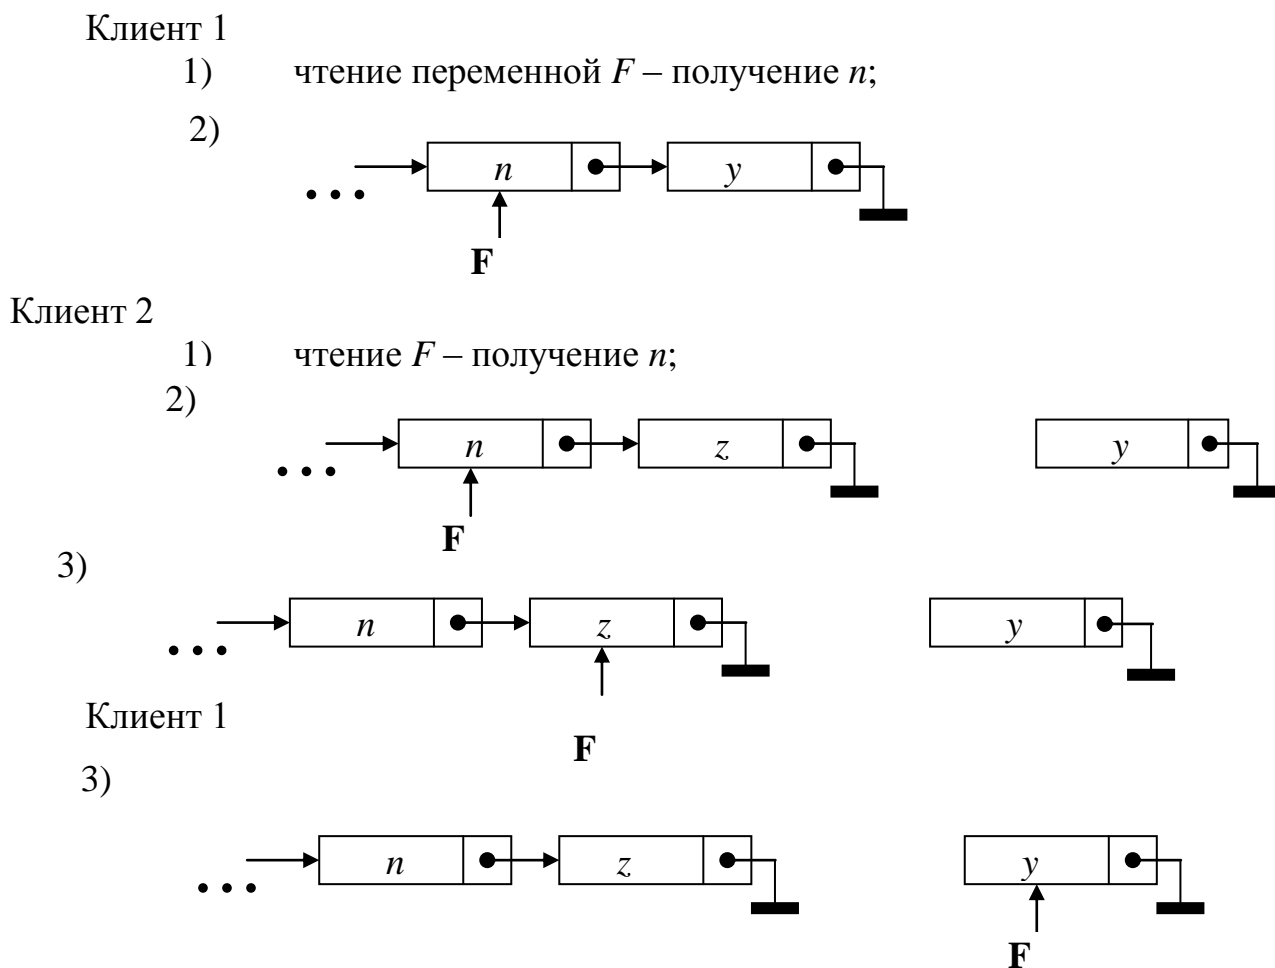 Клиент 1
1) чтение переменной F – получение n;
2)
• • •
n y
F
Клиент 2
1) чтение F – получение n;
2)
n z y
• • •
F
3)
n z y
• • •
Клиент 1
F
3)
n z y
• • •
F